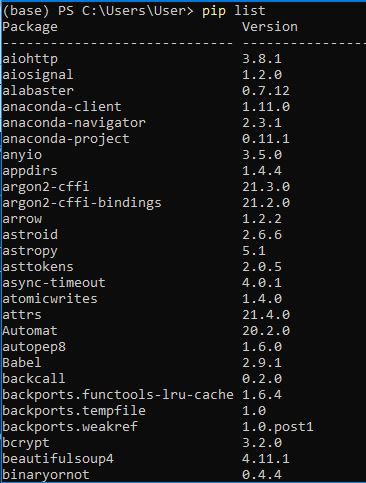 (base) PS C:\Users\User> pip list
Package Version
----------------------------- -----------------
aiohttp 3.8.1
aiosignal 1.2.0
alabaster 0.7.12
anaconda-client 1.11.0
anaconda-navigator 2.3.1
anaconda-project 0.11.1
anyio 3.5.0
appdirs 1.4.4
argon2-cffi 21.3.0
argon2-cffi-bindings 21.2.0
arrow 1.2.2
astroid 2.6.6
astropy 5.1
asttokens 2.0.5
async-timeout 4.0.1
atomicwrites 1.4.0
attrs 21.4.0
Automat 20.2.0
autopep8 1.6.0
Babel 2.9.1
backcall 0.2.0
backports.functools-lru-cache 1.6.4
backports.tempfile 1.0
backports.weakref 1.0.post1
bcrypt 3.2.0
beautifulsoup4 4.11.1
binaryornot 0.4.4